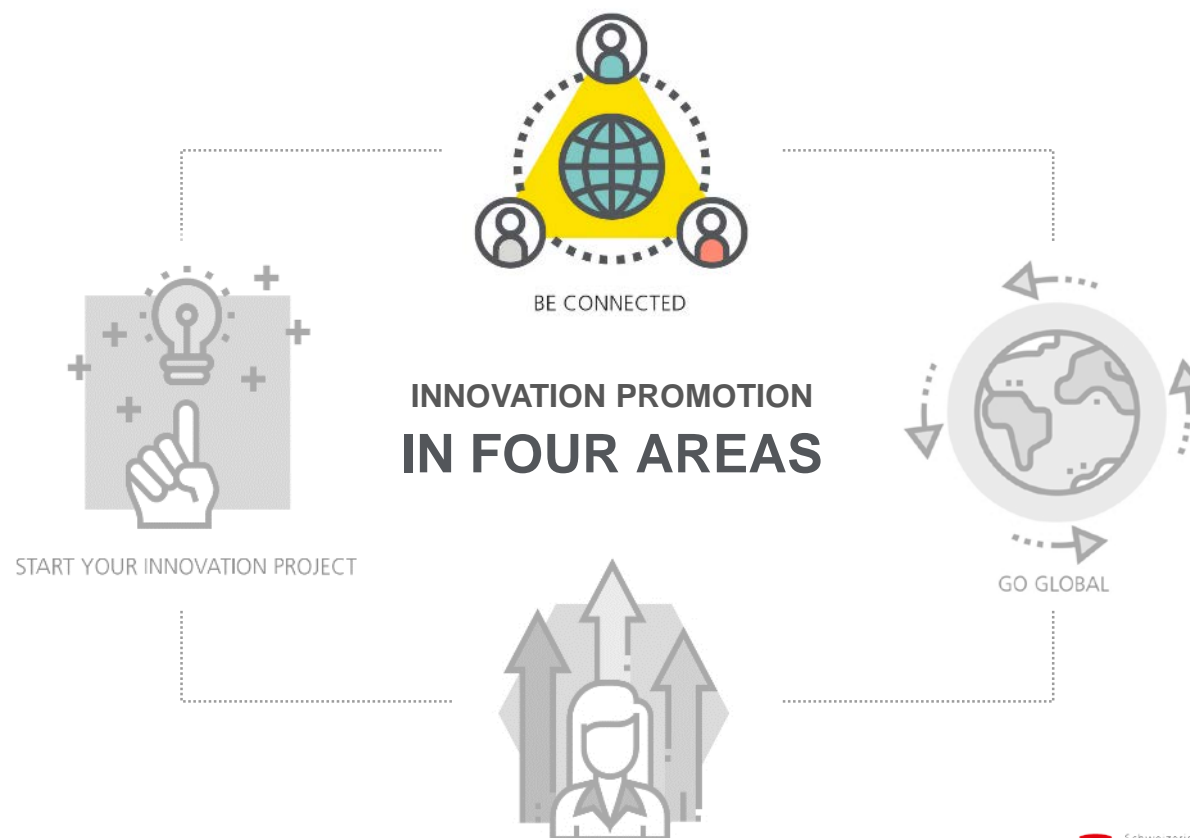 BE CONNECTED
INNOVATION PROMOTION
IN FOUR AREAS
START YOUR INNOVATION PROJECT
GO GLOBAL